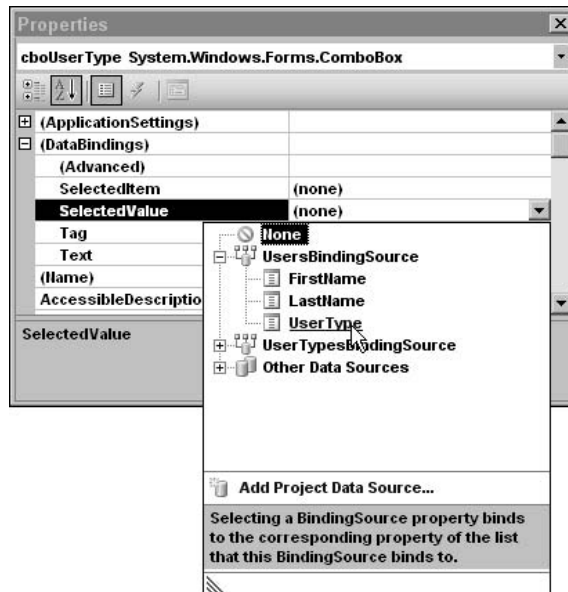 Properties
cboUserType System.Windows.Forms.ComboBox
(ApplicationSettings)
(DataBindings)
(Advanced)
SelectedItem (none)
SelectedValue (none)
Tag
Text
(Name)
AccessibleDescriptio
SelectedValue
None
UsersBindingSource
FirstName
LastName
UserType
UserTypesBindingSource
Other Data Sources
Add Project Data Source...
Selecting a BindingSource property binds
to the corresponding property of the list
that this BindingSource binds to.